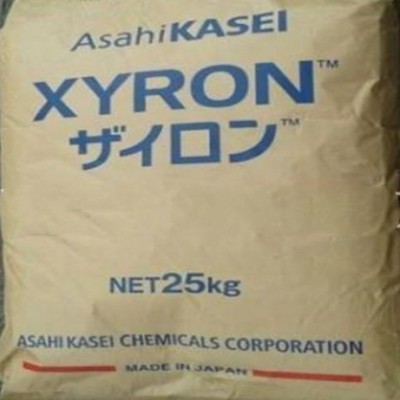 AsahiKASEI
XYRON™
ザイロン™
NET25kg
ASAHI KASEI CHEMICALS CORPORATION
MADE IN JAPAN